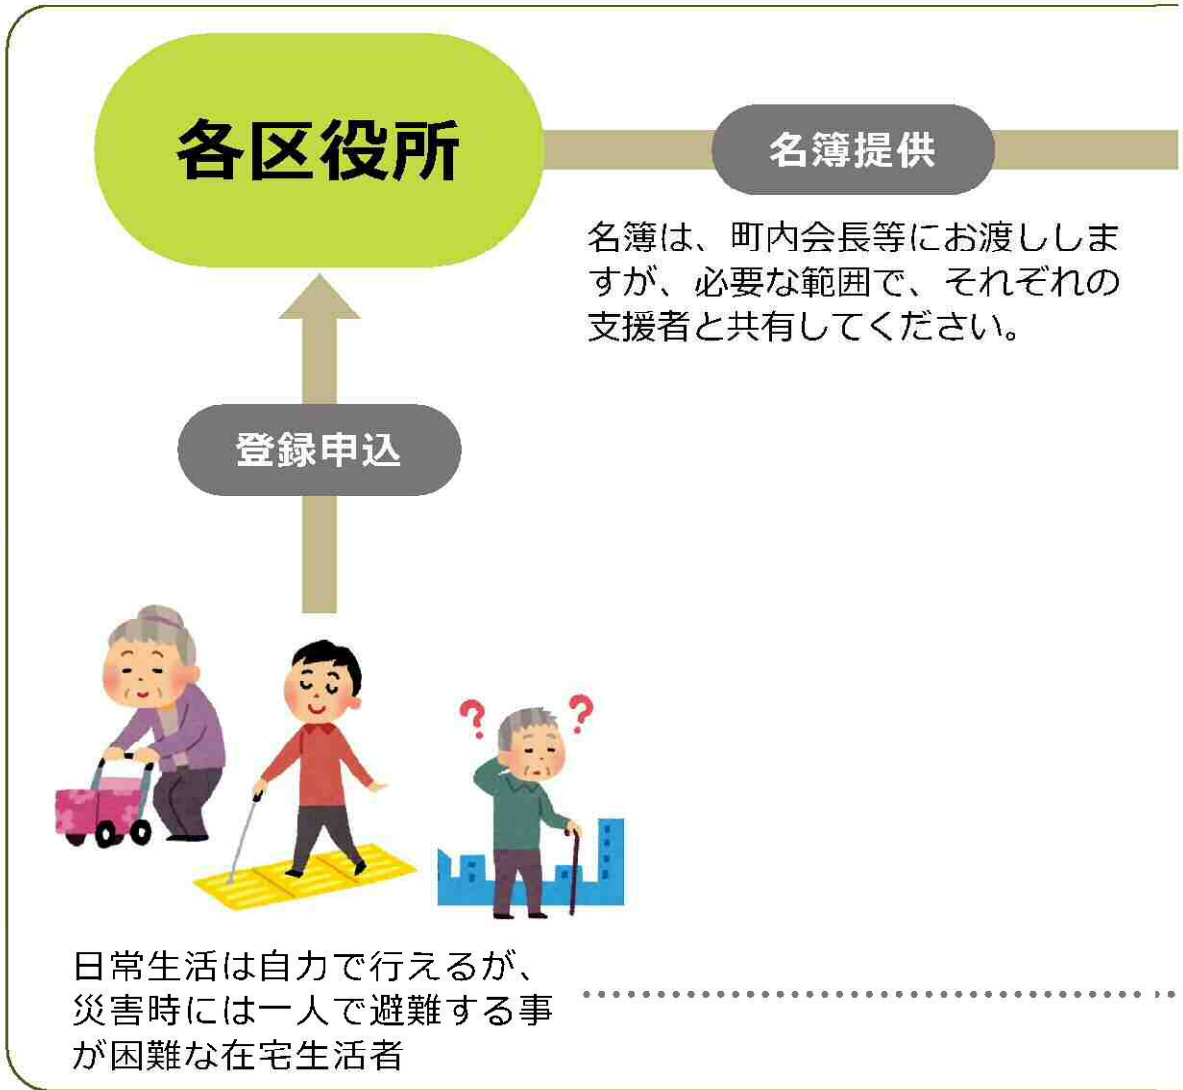 各区役所
名簿提供
名簿は、町内会長等にお渡ししま
すが、必要な範囲で、それぞれの
支援者と共有してください。
登録申込
? ?
日常生活は自力で行えるが、
災害時には一人で避難する事
が困難な在宅生活者